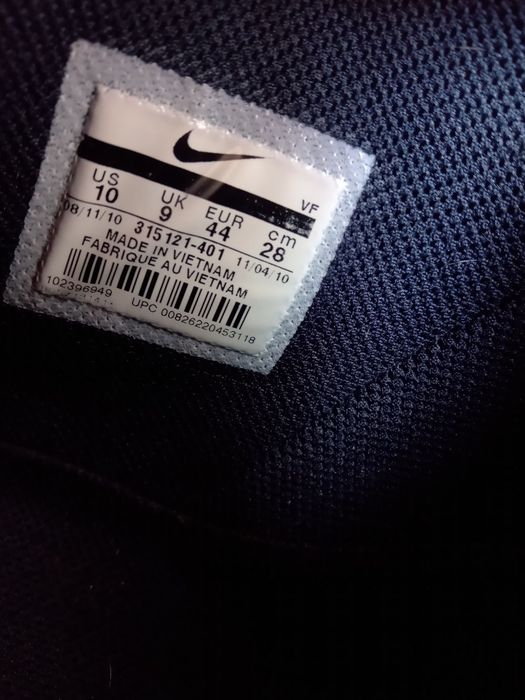 VF
US UK EUR cm
10 9 44 28
08/11/10 315121-401 11/04/10
MADE IN VIETNAM
FABRIQUE AU VIETNAM
102396949
UPC 00826220453118